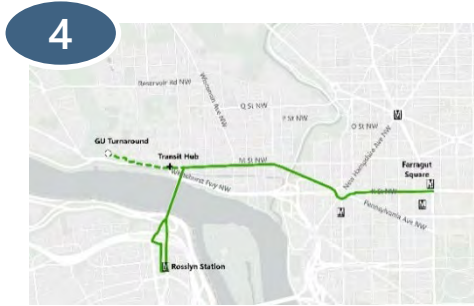 4
Reservoir Rd NW
Wisconsin Ave NW
Q St NW
P St NW
O St NW
New Hampshire Ave NW
GU Turnaround
Transit Hub
M St NW
Farragut
Square
Whitehurst Fwy NW
K St NW
Pennsylvania Ave NW
M
M
M
M
M
Rosslyn Station